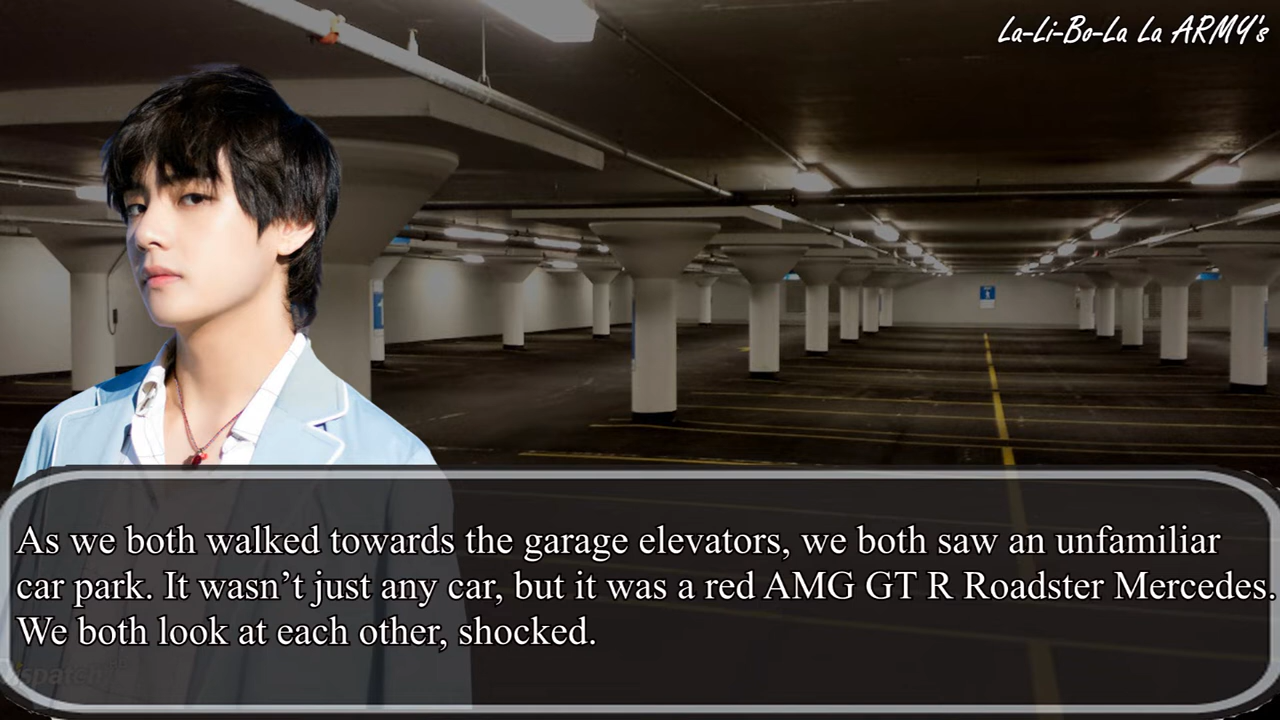 La-Li-Bo-La La ARMY's
As we both walked towards the garage elevators, we both saw an unfamiliar
car park. It wasn't just any car, but it was a red AMG GT R Roadster Mercedes.
We both look at each other, shocked.
Dispatch